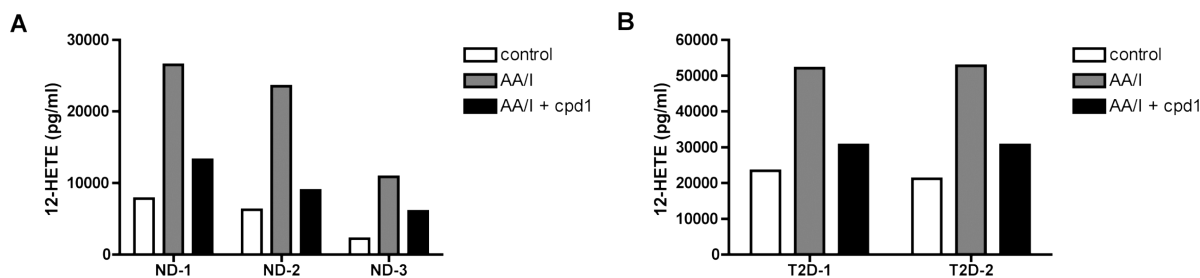 A
12-HETE (pg/ml)
30000
20000
10000
0
ND-1 ND-2 ND-3
control
AA/I
AA/I + cpd1
B
12-HETE (pg/ml)
60000
50000
40000
30000
20000
10000
0
T2D-1 T2D-2
control
AA/I
AA/I + cpd1